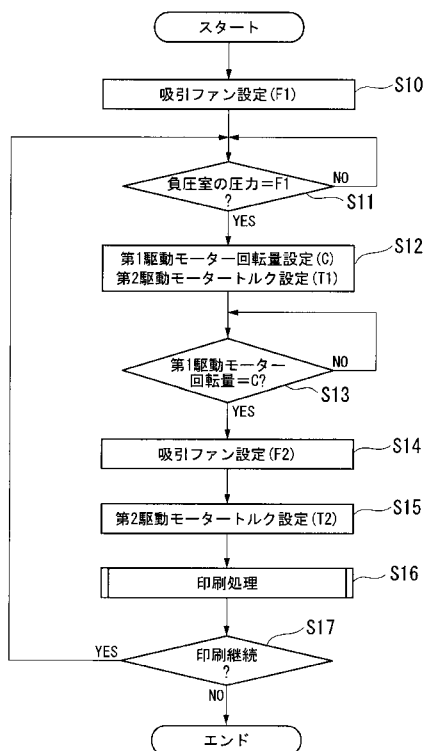 スタート
吸引ファン設定(F1)
S10
負圧室の圧力=F1
?
NO
S11
YES
第1駆動モーター回転量設定(C)
第2駆動モータートルク設定(T1)
S12
第1駆動モーター
回転量=C?
NO
S13
YES
吸引ファン設定(F2)
S14
第2駆動モータートルク設定(T2)
S15
印刷処理
S16
S17
YES
印刷継続
?
NO
エンド